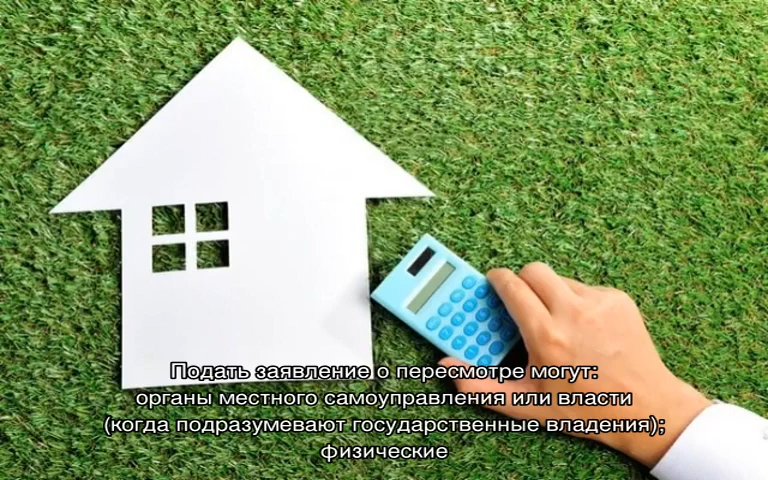 Подать заявление о пересмотре могут:
органы местного самоуправления или власти
(когда подразумевают государственные владения);
физические